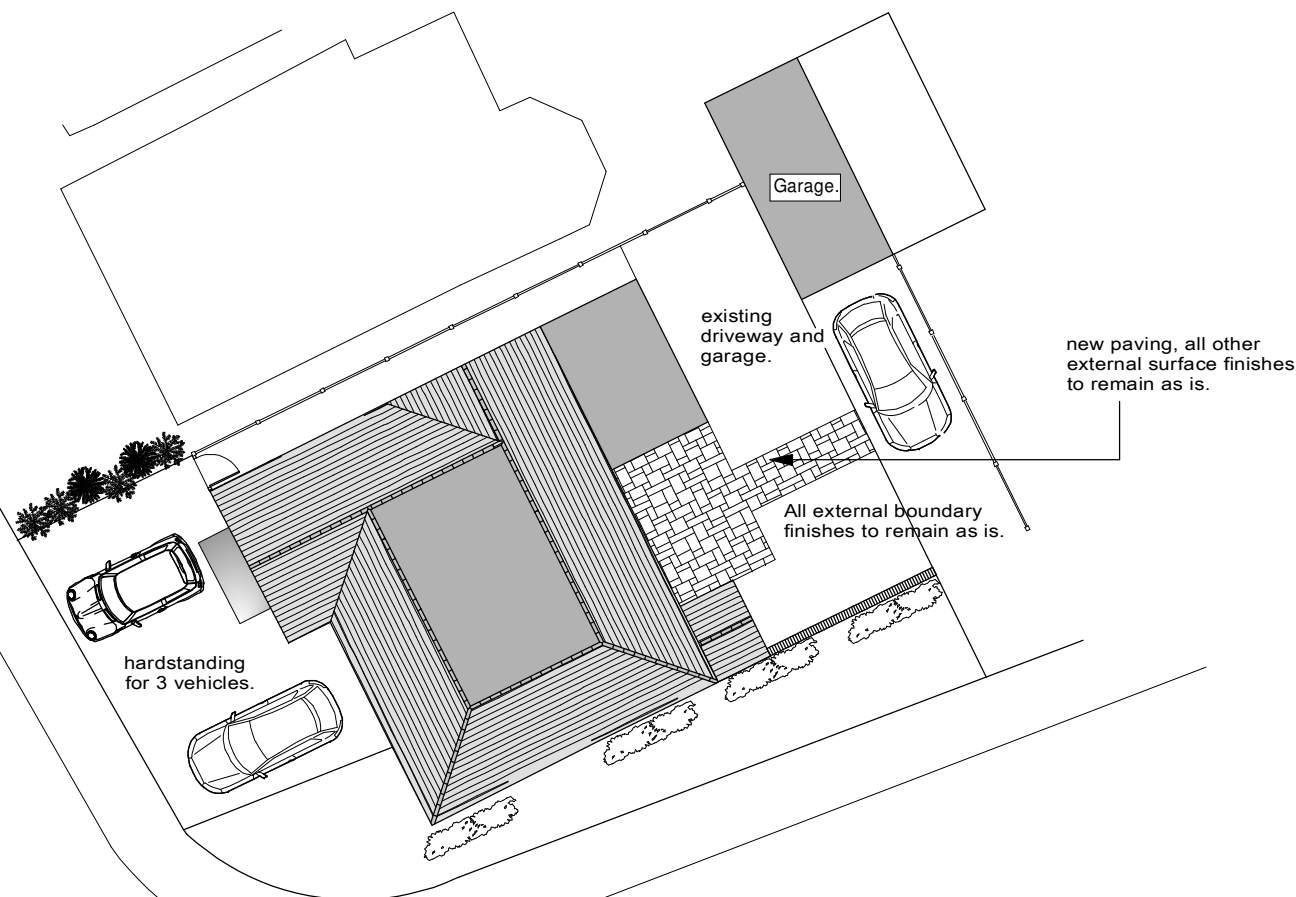 Garage.
existing
driveway and
garage.
new paving, all other
external surface finishes
to remain as is.
All external boundary
finishes to remain as is.
hardstanding
for 3 vehicles.